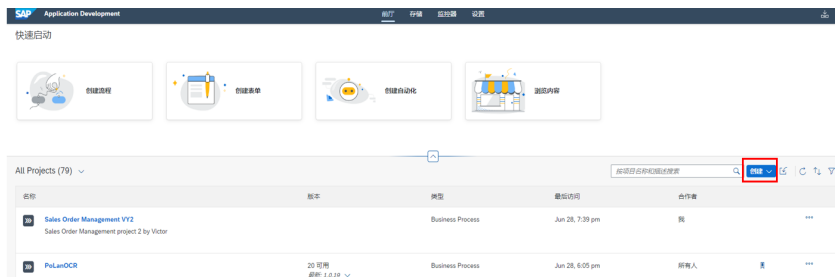 SAP Application Development 前厅 存储 监控器 设置
快速启动
创建流程 创建表单 创建自动化 浏览内容
All Projects (79)
按项目名称和描述搜索 创建
名称 版本 类型 最后访问 合作者
Sales Order Management VY2 Business Process Jun 28, 7:39 pm 我
Sales Order Management project 2 by Victor
PoLanOCR 20 可用 Business Process Jun 28, 6:05 pm 所有人
最新: 1.0.19